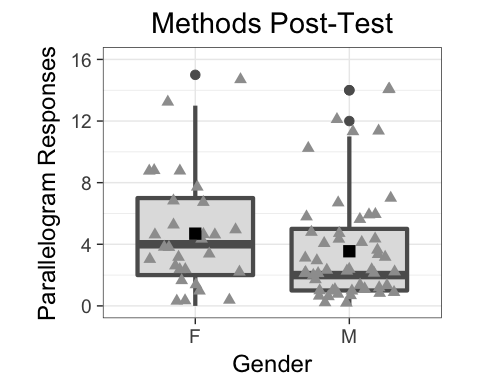 Methods Post-Test
Parallelogram Responses
16
12
8
4
0
F M
Gender